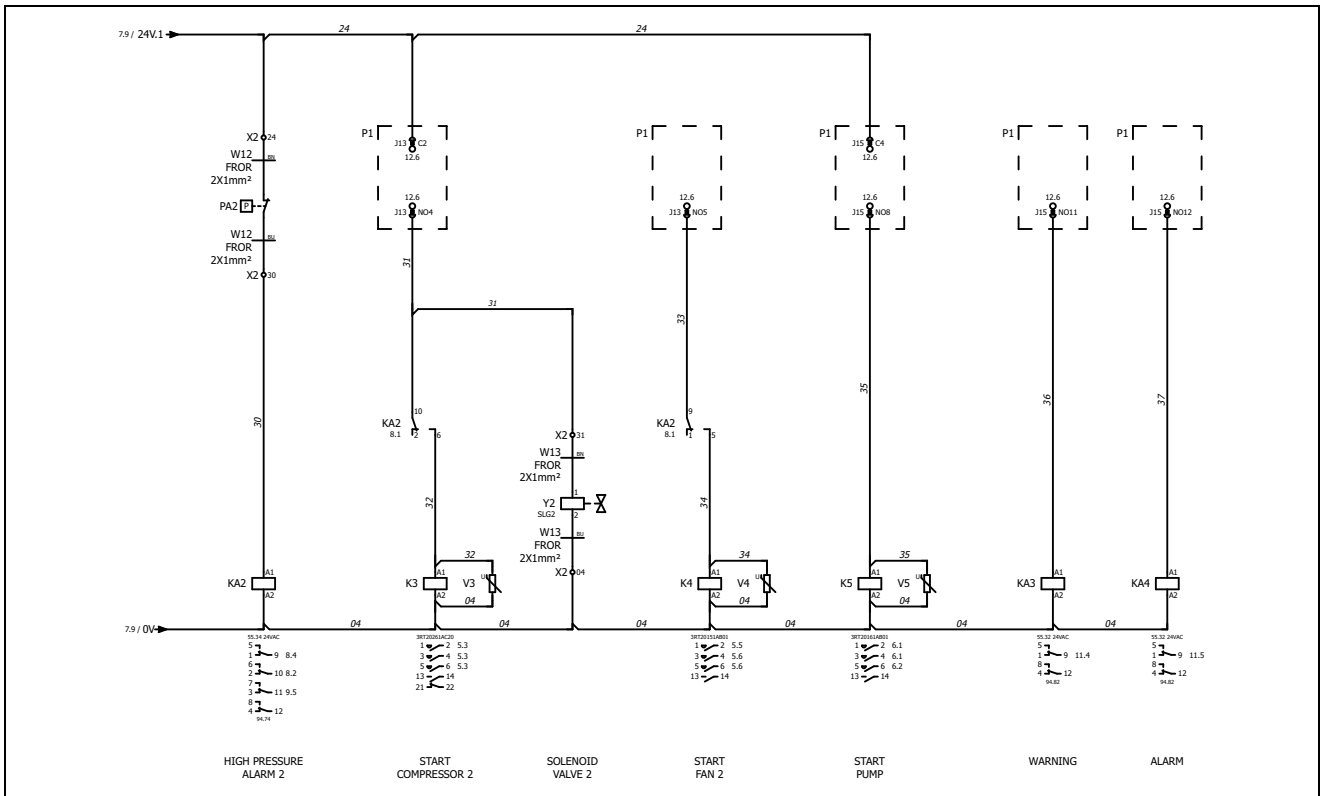 7.9 / 24V.1
24
24
P1
P1
P1
P1
P1
J13 C2
12.6
J15 C4
12.6
X2 24
W12 BN
FROR
2X1mm²
PA2 P
12.6
J13 NO4
12.6
J13 NO5
12.6
J15 NO8
12.6
J15 NO11
12.6
J15 NO12
W12 BU
FROR
2X1mm²
X2 30
31
31
33
35
36
37
30
KA2
8.1
10
2 6
KA2
8.1
9
1 5
X2 31
W13 BN
FROR
2X1mm²
32
34
1
Y2
SLG2
2
W13 BU
FROR
2X1mm²
X2 04
32
34
35
KA2 A1
A2
K3 A1
A2
V3 U
04
K4 A1
A2
V4 U
04
K5 A1
A2
V5 U
04
KA3 A1
A2
KA4 A1
A2
7.9 / 0V
04
04
04
04
04
04
04
55.34 24VAC
5
1 9 8.4
6
2 10 8.2
7
3 11 9.5
8
4 12
94.74
3RT20261AC20
1 2 5.3
3 4 5.3
5 6 5.3
13 14
21 22
3RT20151AB01
1 2 5.5
3 4 5.6
5 6 5.6
13 14
3RT20161AB01
1 2 6.1
3 4 6.1
5 6 6.2
13 14
55.32 24VAC
5
1 9 11.4
8
4 12
94.82
55.32 24VAC
5
1 9 11.5
8
4 12
94.82
HIGH PRESSURE
ALARM 2
START
COMPRESSOR 2
SOLENOID
VALVE 2
START
FAN 2
START
PUMP
WARNING
ALARM